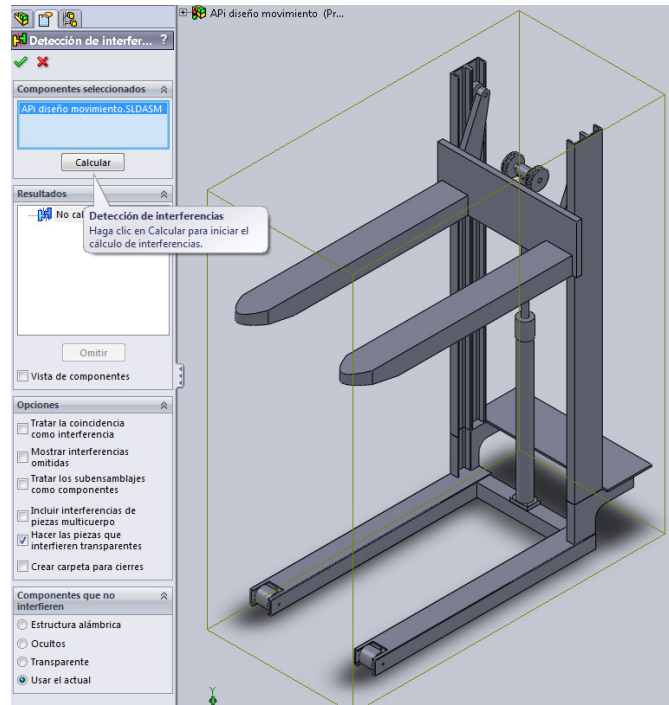 APi diseño movimiento (Pr...
Detección de interfer... ?
Componentes seleccionados
APi diseño movimiento.SLDASM
Calcular
Resultados
No cal
Detección de interferencias
Haga clic en Calcular para iniciar el
cálculo de interferencias.
Omitir
Vista de componentes
Opciones
Tratar la coincidencia
como interferencia
Mostrar interferencias
omitidas
Tratar los subensamblajes
como componentes
Incluir interferencias de
piezas multicuerpo
Hacer las piezas que
interfieren transparentes
Crear carpeta para cierres
Componentes que no
interfieren
Estructura alámbrica
Ocultos
Transparente
Usar el actual
Y